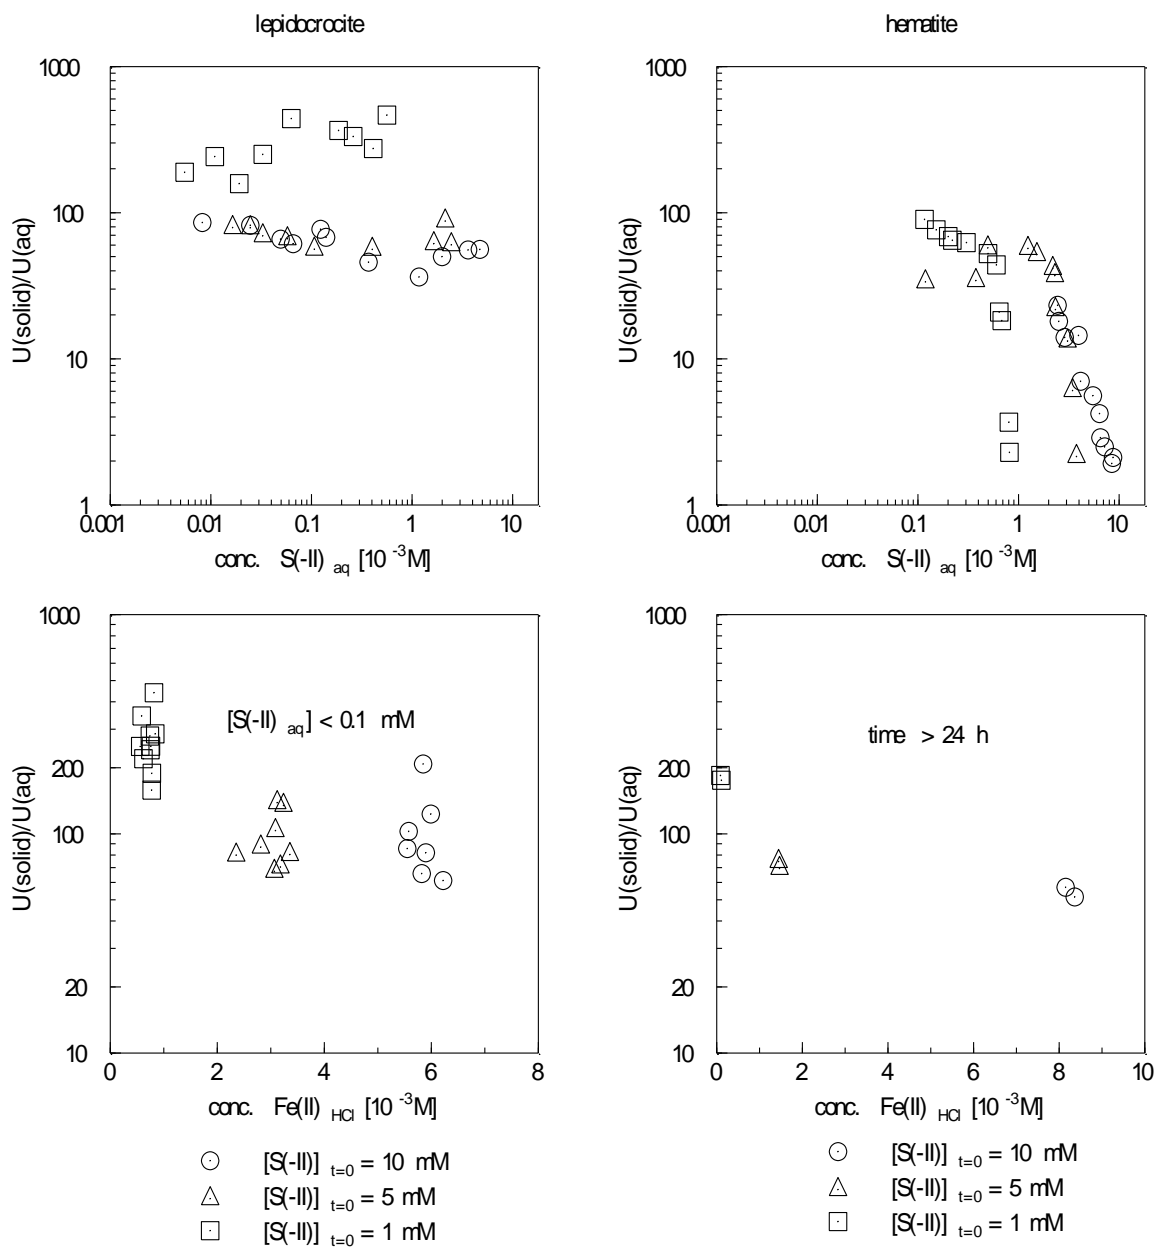 lepidocrocite
hematite
1000
100
10
1
U(solid)/U(aq)
0.001 0.01 0.1 1 10
conc. S(-II) aq [10 -3 M]
1000
100
10
1
U(solid)/U(aq)
0.001 0.01 0.1 1 10
conc. S(-II) aq [10 -3 M]
1000
200
100
20
10
U(solid)/U(aq)
[S(-II) aq] < 0.1 mM
0 2 4 6 8
conc. Fe(II) HCl [10 -3 M]
1000
200
100
20
10
U(solid)/U(aq)
time > 24 h
0 2 4 6 8 10
conc. Fe(II) HCl [10 -3 M]
[S(-II)] t=0 = 10 mM
[S(-II)] t=0 = 5 mM
[S(-II)] t=0 = 1 mM
[S(-II)] t=0 = 10 mM
[S(-II)] t=0 = 5 mM
[S(-II)] t=0 = 1 mM